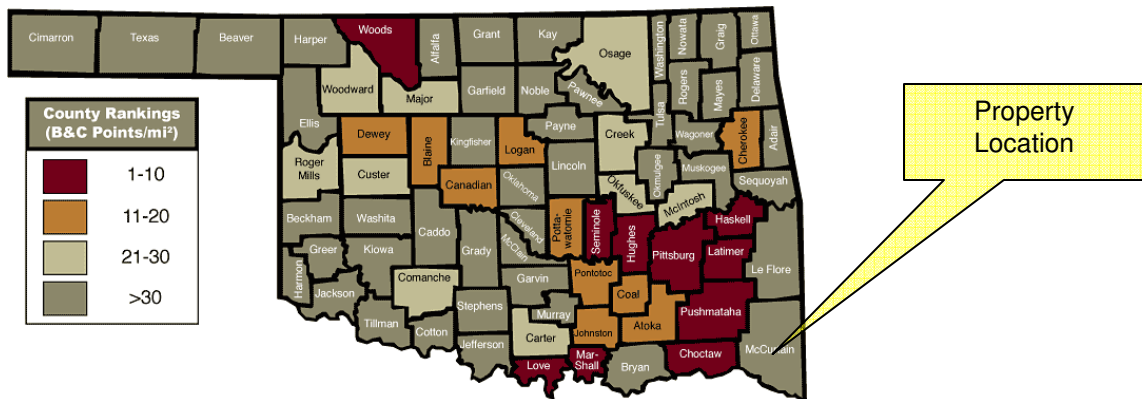 Cimarron
Texas
Beaver
Harper
Woods
Alfalfa
Grant
Kay
Osage
Washington
Nowata
Craig
Ottawa
Woodward
Major
Garfield
Noble
Pawnee
Rogers
Mayes
Delaware
Tulsa
County Rankings
(B&C Points/mi²)
1-10
11-20
21-30
>30
Ellis
Dewey
Blaine
Kingfisher
Logan
Payne
Creek
Wagoner
Cherokee
Adair
Roger
Mills
Custer
Canadian
Oklahoma
Lincoln
Okfuskee
Okmulgee
Muskogee
Sequoyah
McIntosh
Beckham
Washita
Caddo
Grady
Cleveland
McClain
Potta-
watomie
Seminole
Hughes
Pittsburg
Haskell
Latimer
Le Flore
Harmon
Greer
Kiowa
Jackson
Comanche
Tillman
Cotton
Stephens
Jefferson
Garvin
Murray
Pontotoc
Coal
Carter
Johnston
Atoka
Pushmataha
Love
Mar-
Shall
Bryan
Choctaw
McCurtain
Property
Location